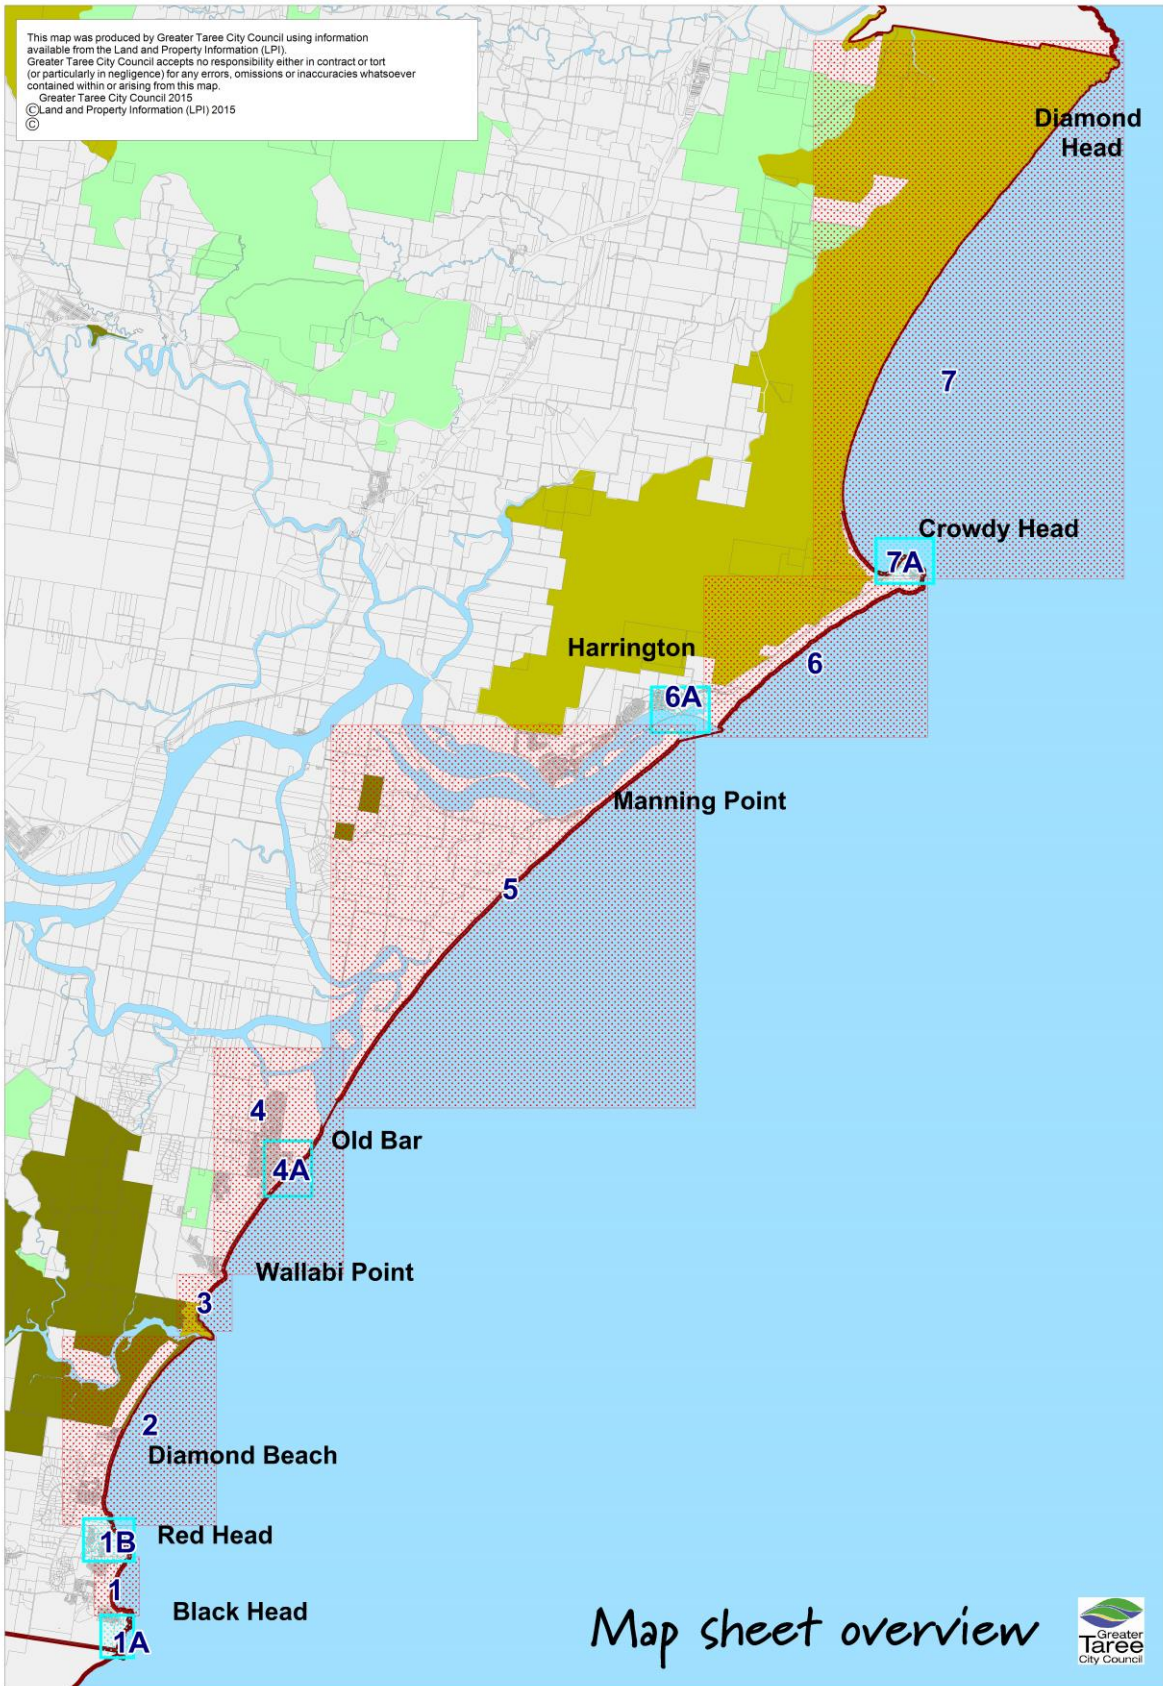 This map was produced by Greater Taree City Council using information
available from the Land and Property Information (LPI).
Greater Taree City Council accepts no responsibility either in contract or tort
(or particularly in negligence) for any errors, omissions or inaccuracies whatsoever
contained within or arising from this map.
Greater Taree City Council 2015
©Land and Property Information (LPI) 2015
©
Diamond
Head
7
Crowdy Head
7A
Harrington
6
6A
Manning Point
5
4
Old Bar
4A
Wallabi Point
3
2
Diamond Beach
1B
Red Head
1
Black Head
1A
Map sheet overview
Greater
Taree
City Council